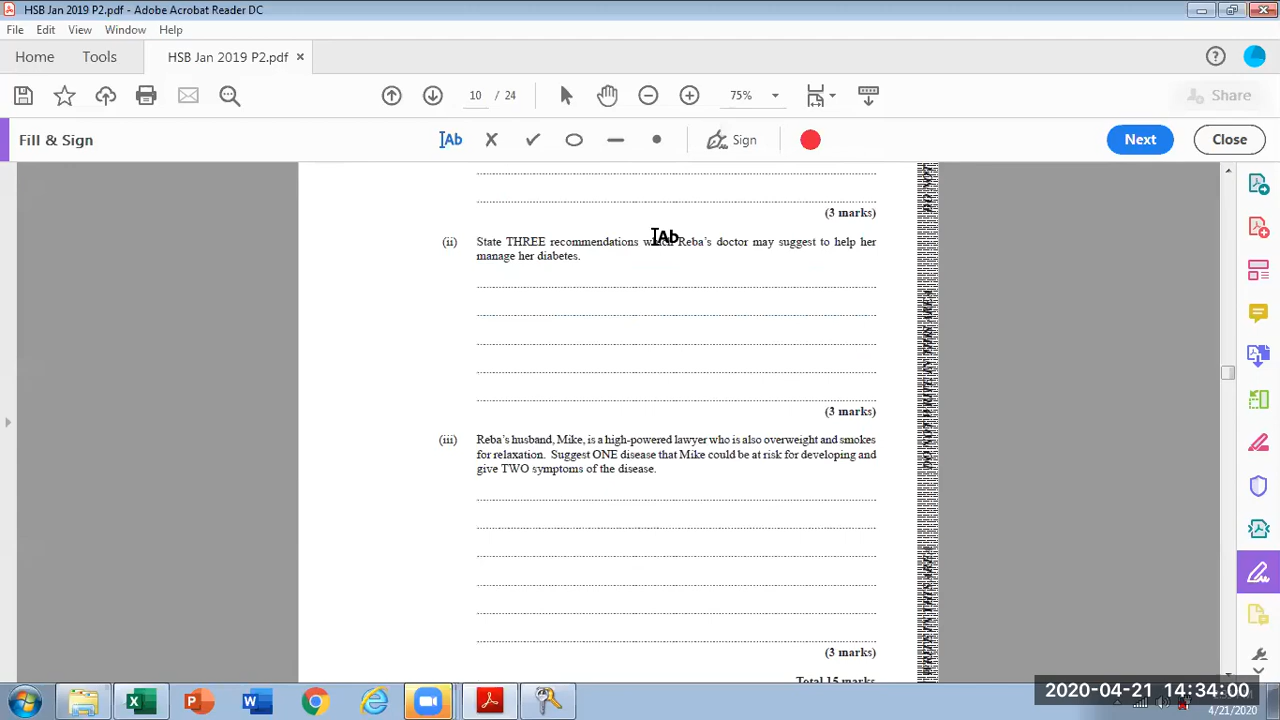 HSB Jan 2019 P2.pdf - Adobe Acrobat Reader DC
File Edit View Window Help
Home Tools HSB Jan 2019 P2.pdf ×
10 / 24 75% Share
Fill & Sign Ab Sign Next Close
(3 marks)
(ii) State THREE recommendations Reba's doctor may suggest to help her
Ab
manage her diabetes.
(3 marks)
(iii) Reba's husband, Mike, is a high-powered lawyer who is also overweight and smokes
for relaxation. Suggest ONE disease that Mike could be at risk for developing and
give TWO symptoms of the disease.
(3 marks)
Total 15 marks
2020-04-21 14:34:00
4/21/2020